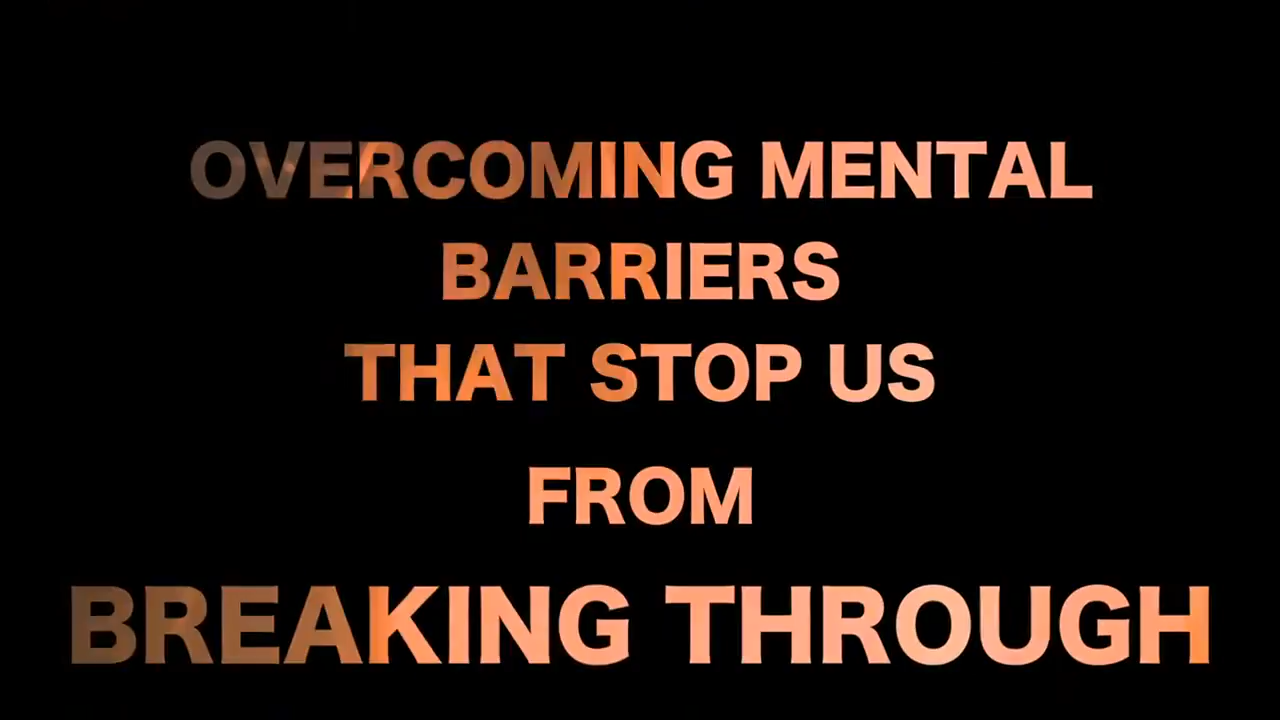 OVERCOMING MENTAL
BARRIERS
THAT STOP US
FROM
BREAKING THROUGH